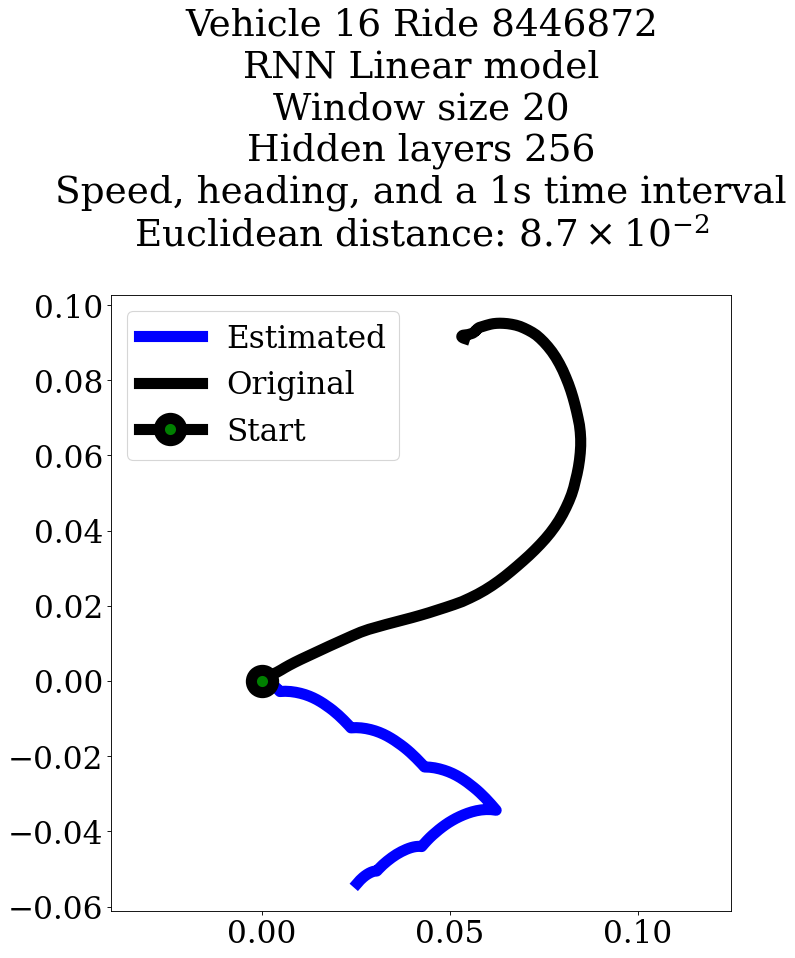 Vehicle 16 Ride 8446872
RNN Linear model
Window size 20
Hidden layers 256
Speed, heading, and a 1s time interval
Euclidean distance: 8.7 × 10⁻²
Estimated
Original
Start
0.10
0.08
0.06
0.04
0.02
0.00
−0.02
−0.04
−0.06
0.00 0.05 0.10